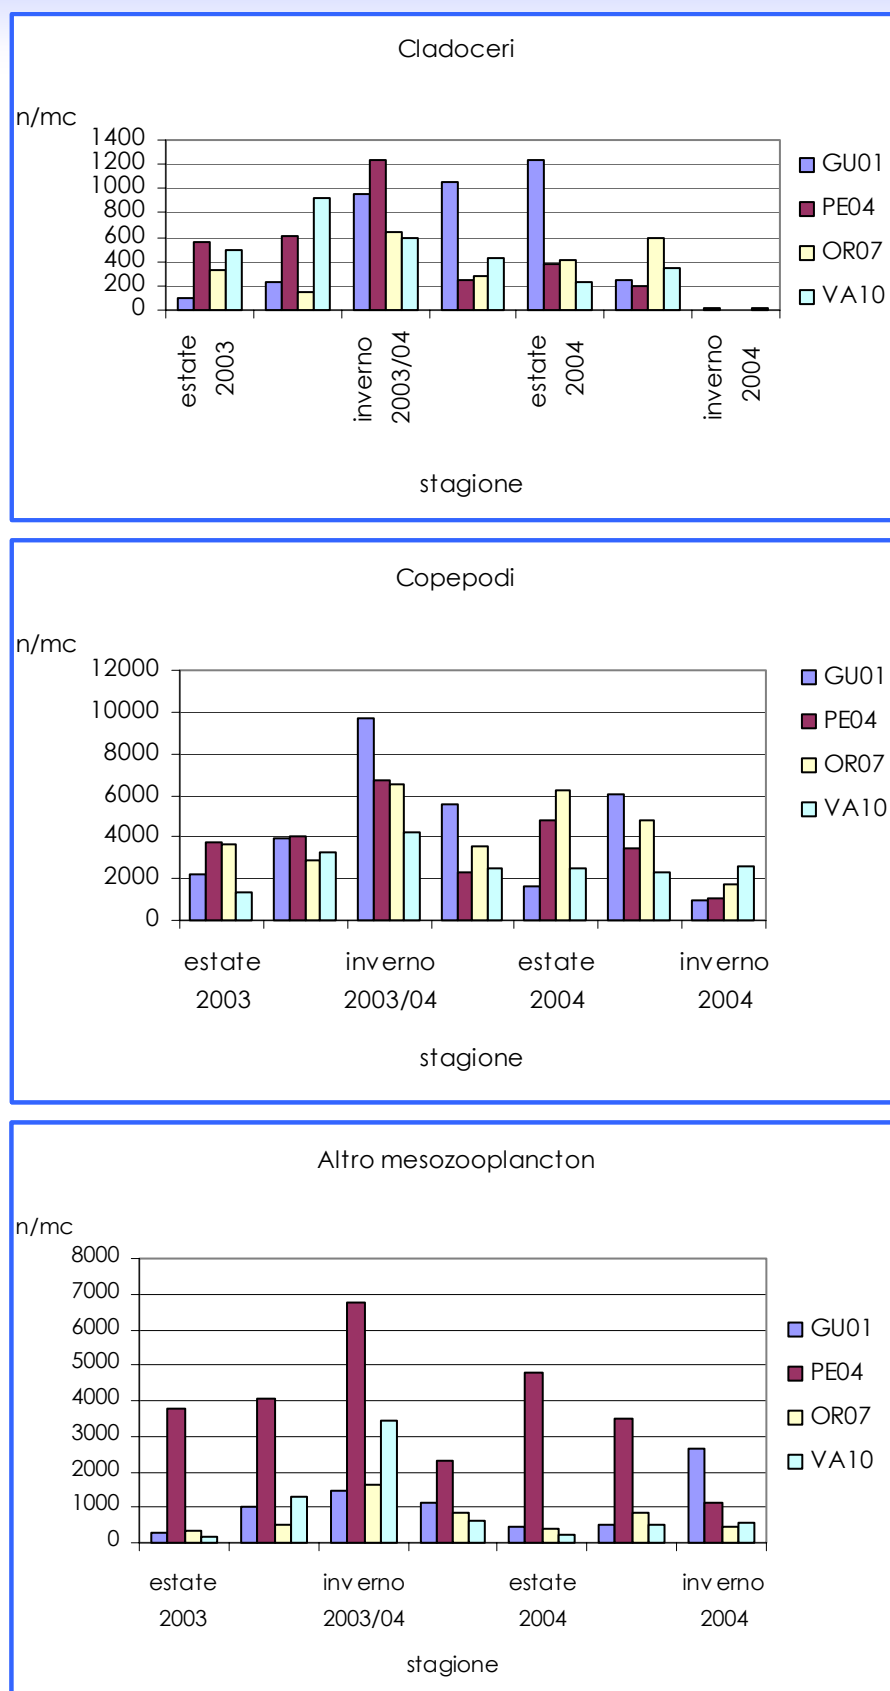 Cladoceri
n/mc
1400
1200
1000
800
600
400
200
0
estate
2003
inverno
2003/04
estate
2004
inverno
2004
stagione
GU01
PE04
OR07
VA10
Copepodi
n/mc
12000
10000
8000
6000
4000
2000
0
estate
2003
inverno
2003/04
estate
2004
inverno
2004
stagione
GU01
PE04
OR07
VA10
Altro mesozooplancton
n/mc
8000
7000
6000
5000
4000
3000
2000
1000
0
estate
2003
inverno
2003/04
estate
2004
inverno
2004
stagione
GU01
PE04
OR07
VA10